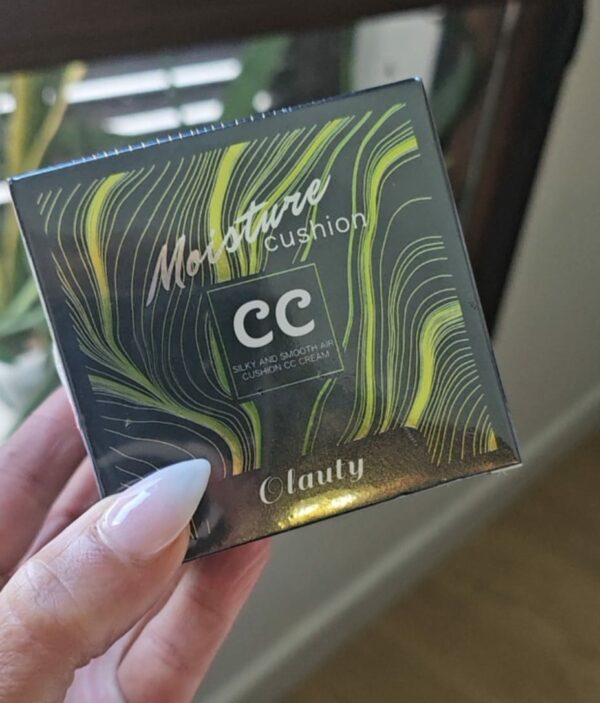 Moisture
cushion
CC
SILKY AND SMOOTH AIR
CUSHION CC CREAM
Olauty